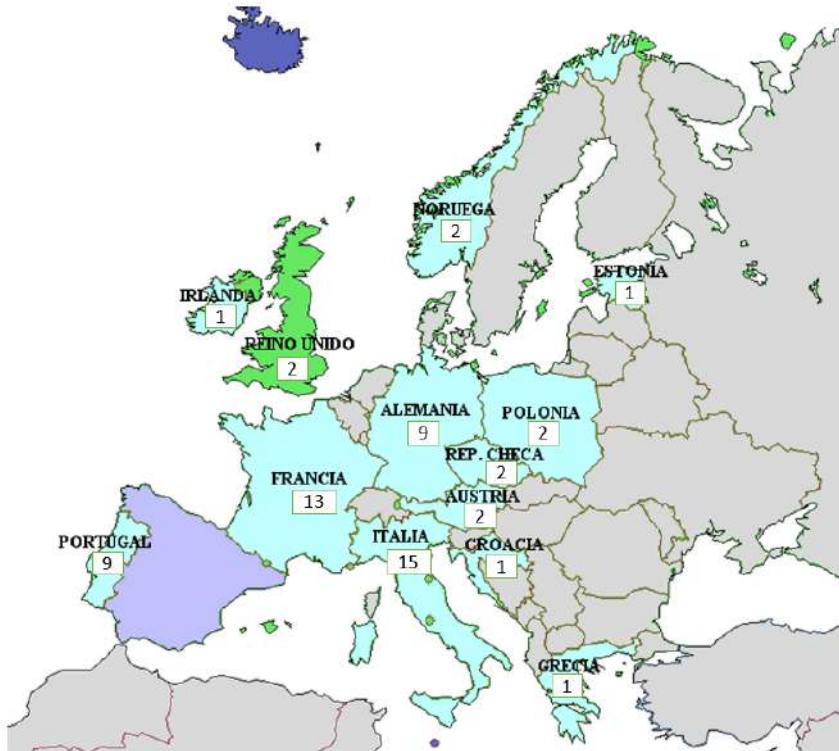 NORUEGA
2
ESTONIA
1
IRLANDA
1
REINO UNIDO
2
ALEMANIA
9
POLONIA
2
REP. CHECA
2
FRANCIA
13
AUSTRIA
2
PORTUGAL
9
ITALIA
15
CROACIA
1
GRECIA
1